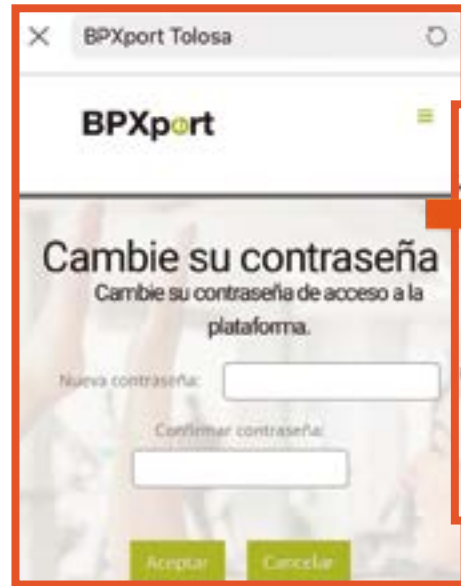 BPXport Tolosa
BPXport
Cambie su contraseña
Cambie su contraseña de acceso a la
plataforma.
Nueva contraseña:
Confirmar contraseña:
Aceptar Cancelar